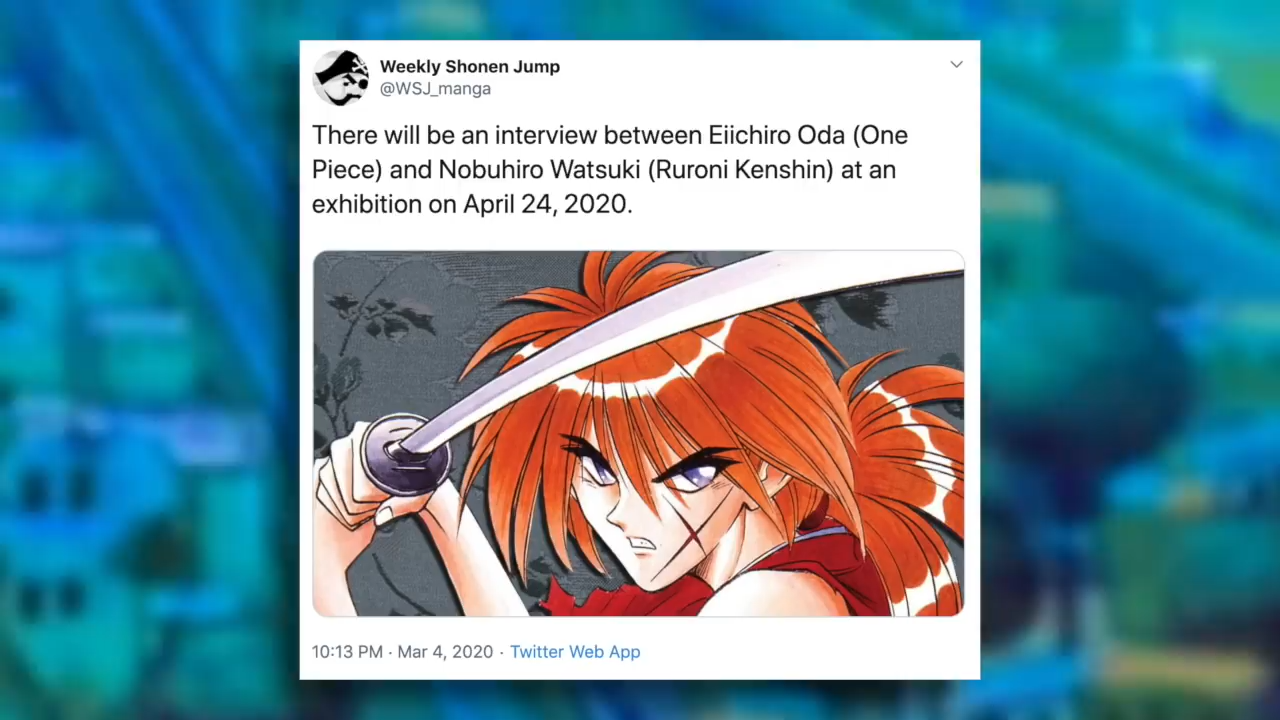 Weekly Shonen Jump
@WSJ_manga
There will be an interview between Eiichiro Oda (One
Piece) and Nobuhiro Watsuki (Ruroni Kenshin) at an
exhibition on April 24, 2020.
10:13 PM · Mar 4, 2020 · Twitter Web App